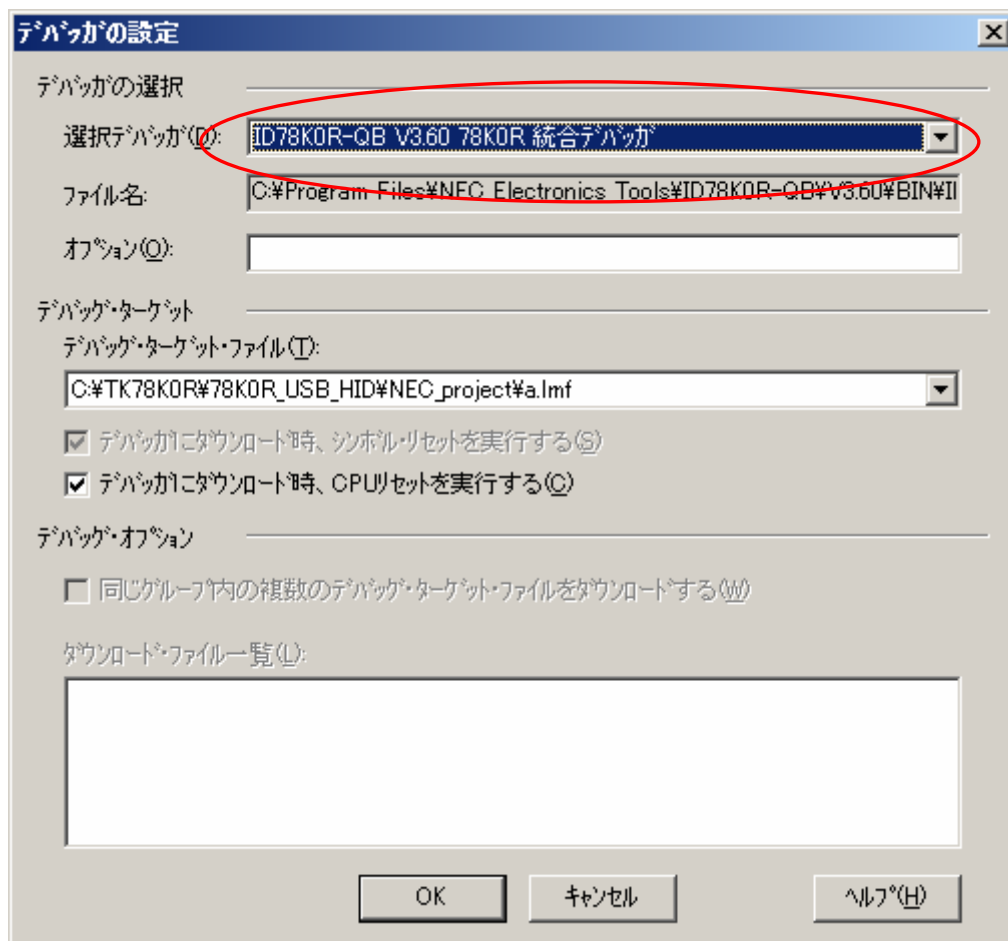 ﾃﾞﾊﾞｯｶﾞの設定
ﾃﾞﾊﾞｯｶﾞの選択
選択ﾃﾞﾊﾞｯｶﾞ(D):
ID78K0R-QB V3.60 78K0R 統合ﾃﾞﾊﾞｯｶﾞ
ﾌｧｲﾙ名:
C:¥Program Files¥NEC Electronics Tools¥ID78K0R-QB¥V3.60¥BIN¥
ｵﾌﾟｼｮﾝ(O):
ﾃﾞﾊﾞｯｸﾞ･ﾀｰｹﾞｯﾄ
ﾃﾞﾊﾞｯｸﾞ･ﾀｰｹﾞｯﾄ･ﾌｧｲﾙ(T):
C:¥TK78K0R¥78K0R_USB_HID¥NEC_project¥a.lmf
ﾃﾞﾊﾞｯｶﾞにﾀﾞｳﾝﾛｰﾄﾞ時、ｼﾝﾎﾞﾙ･ﾘｾｯﾄを実行する(S)
ﾃﾞﾊﾞｯｶﾞにﾀﾞｳﾝﾛｰﾄﾞ時、CPUﾘｾｯﾄを実行する(C)
ﾃﾞﾊﾞｯｸﾞ･ｵﾌﾟｼｮﾝ
同じｸﾞﾙｰﾌﾟ内の複数のﾃﾞﾊﾞｯｸﾞ･ﾀｰｹﾞｯﾄ･ﾌｧｲﾙをﾀﾞｳﾝﾛｰﾄﾞする(W)
ﾀﾞｳﾝﾛｰﾄﾞ･ﾌｧｲﾙ一覧(L):
OK
ｷｬﾝｾﾙ
ﾍﾙﾌﾟ(H)